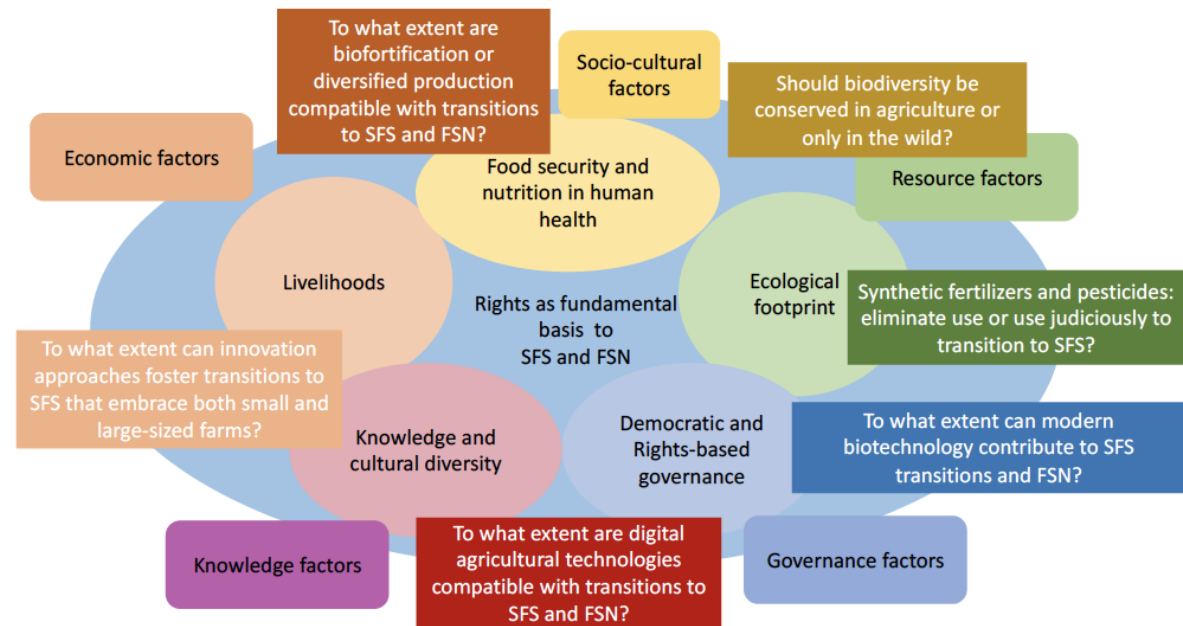 To what extent are
biofortification or
diversified production
compatible with transitions
to SFS and FSN?
Socio-cultural
factors
Should biodiversity be
conserved in agriculture or
only in the wild?
Economic factors
Food security and
nutrition in human
health
Resource factors
Livelihoods
Rights as fundamental
basis to
SFS and FSN
Ecological
footprint
Synthetic fertilizers and pesticides:
eliminate use or use judiciously to
transition to SFS?
To what extent can innovation
approaches foster transitions to
SFS that embrace both small and
large-sized farms?
Knowledge and
cultural diversity
Democratic and
Rights-based
governance
To what extent can modern
biotechnology contribute to SFS
transitions and FSN?
Knowledge factors
To what extent are digital
agricultural technologies
compatible with transitions to
SFS and FSN?
Governance factors